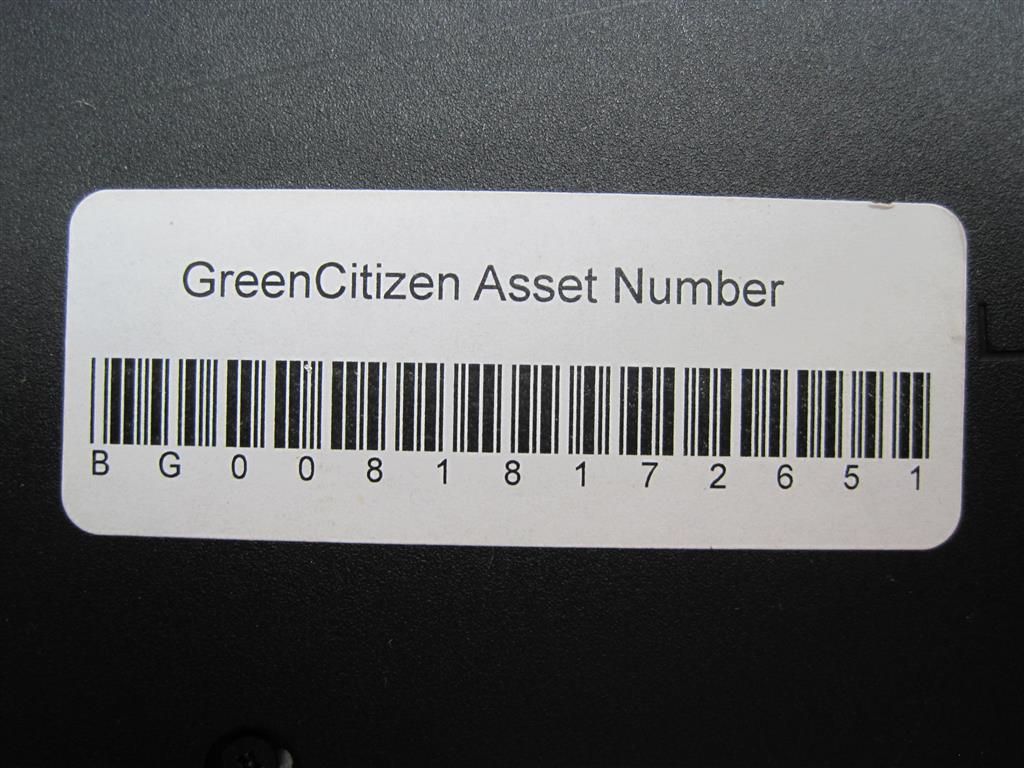 GreenCitizen Asset Number
B G 0 0 8 1 8 1 7 2 6 5 1